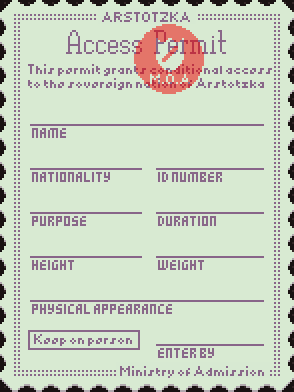 ARSTOTZKA
Access Permit
This permit grants conditional access
to the sovereign nation of Arstotzka
M.O.A
NAME
NATIONALITY ID NUMBER
PURPOSE DURATION
HEIGHT WEIGHT
PHYSICAL APPEARANCE
Keep on person
ENTER BY
Ministry of Admission